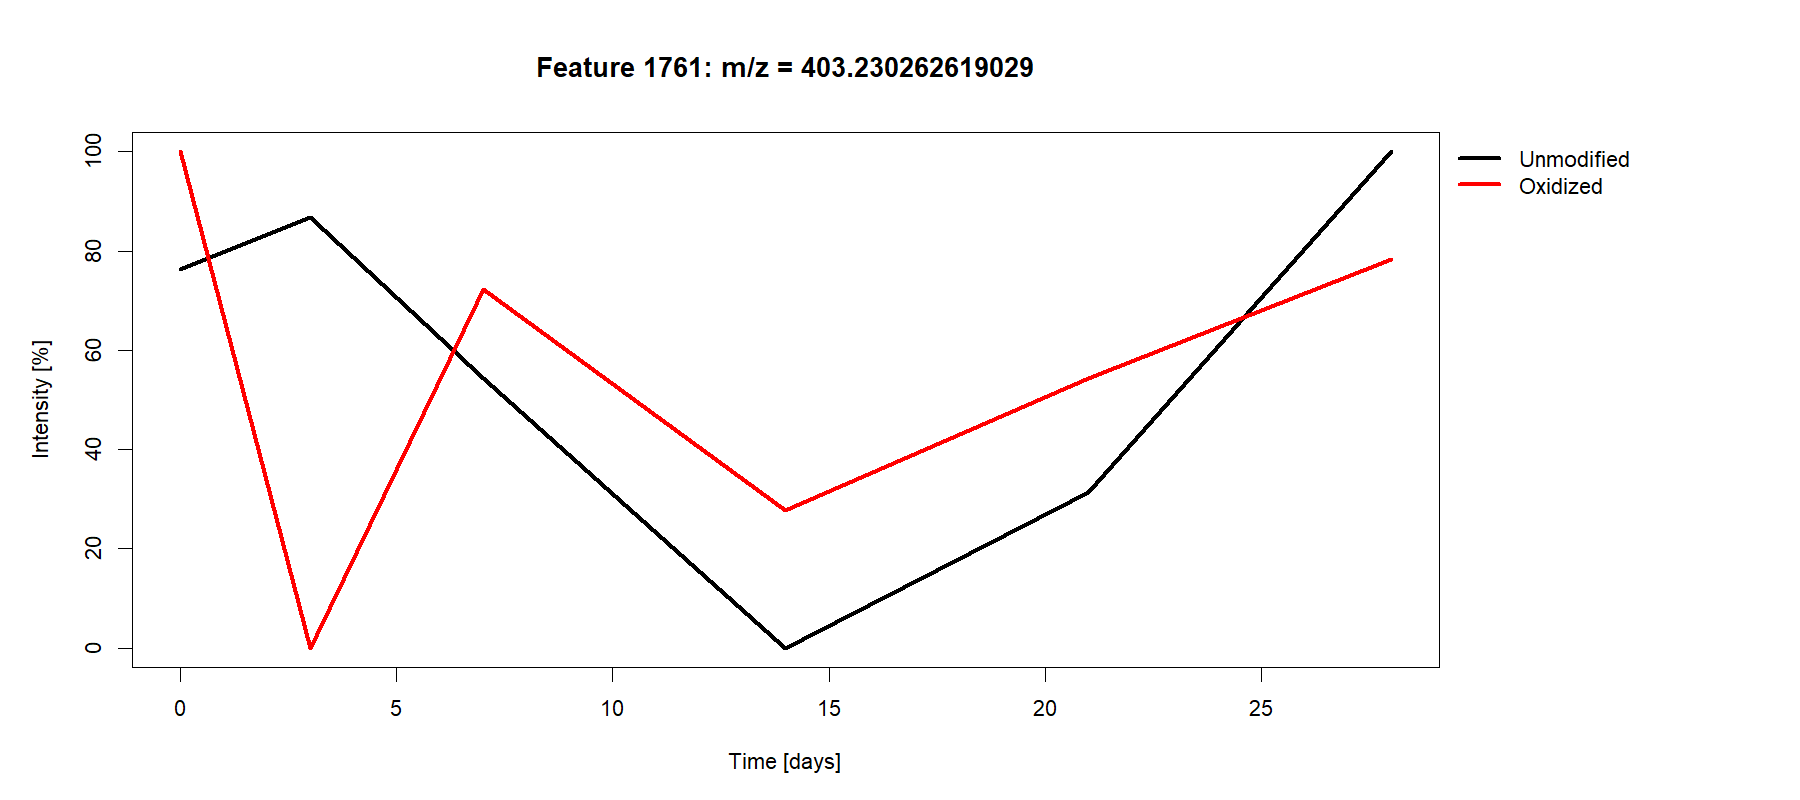 Feature 1761: m/z = 403.230262619029
Unmodified
Oxidized
Intensity [%]
100
80
60
40
20
0
0 5 10 15 20 25
Time [days]